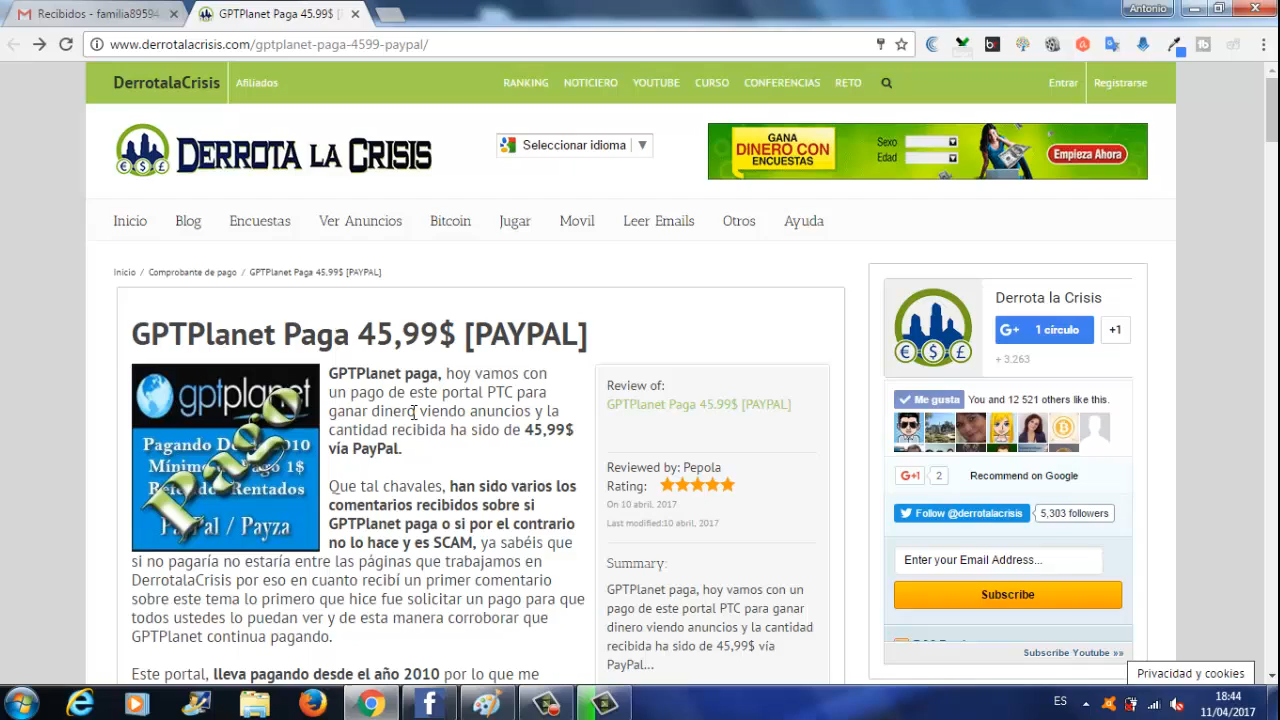 Recibidos - familia89594
GPTPlanet Paga 45,99$ [
Antonio
www.derrotalacrisis.com/gptplanet-paga-4599-paypal/
DerrotalaCrisis
Afiliados
RANKING
NOTICIERO
YOUTUBE
CURSO
CONFERENCIAS
RETO
Entrar
Registrarse
DERROTA LA CRISIS
Seleccionar idioma
GANA
DINERO CON
ENCUESTAS
Sexo
Edad
Empieza Ahora
Inicio
Blog
Encuestas
Ver Anuncios
Bitcoin
Jugar
Movil
Leer Emails
Otros
Ayuda
Inicio / Comprobante de pago / GPTPlanet Paga 45,99$ [PAYPAL]
GPTPlanet Paga 45,99$ [PAYPAL]
gptplanet
Pagado
PayPal / Payza
GPTPlanet paga, hoy vamos con
un pago de este portal PTC para
ganar dinero viendo anuncios y la
cantidad recibida ha sido de 45,99$
vía PayPal.
Que tal chavales, han sido varios los
comentarios recibidos sobre si
GPTPlanet paga o si por el contrario
no lo hace y es SCAM, ya sabéis que
si no pagaría no estaría entre las páginas que trabajamos en
DerrotalaCrisis por eso en cuanto recibí un primer comentario
sobre este tema lo primero que hice fue solicitar un pago para que
todos ustedes lo puedan ver y de esta manera corroborar que
GPTPlanet continua pagando.
Este portal, lleva pagando desde el año 2010 por lo que me
Review of:
GPTPlanet Paga 45.99$ [PAYPAL]
Reviewed by: Pepola
Rating:
On 10 abril, 2017
Last modified:10 abril, 2017
Summary:
GPTPlanet paga, hoy vamos con un
pago de este portal PTC para ganar
dinero viendo anuncios y la cantidad
recibida ha sido de 45,99$ vía
PayPal...
Derrota la Crisis
G+ 1 círculo
+1
+ 3.263
Me gusta
You and 12 521 others like this.
G+1
2
Recommend on Google
Follow @derrotalacrisis
5,303 followers
Enter your Email Address...
Subscribe
Subscribe Youtube »»
Privacidad y cookies
ES
18:44
11/04/2017